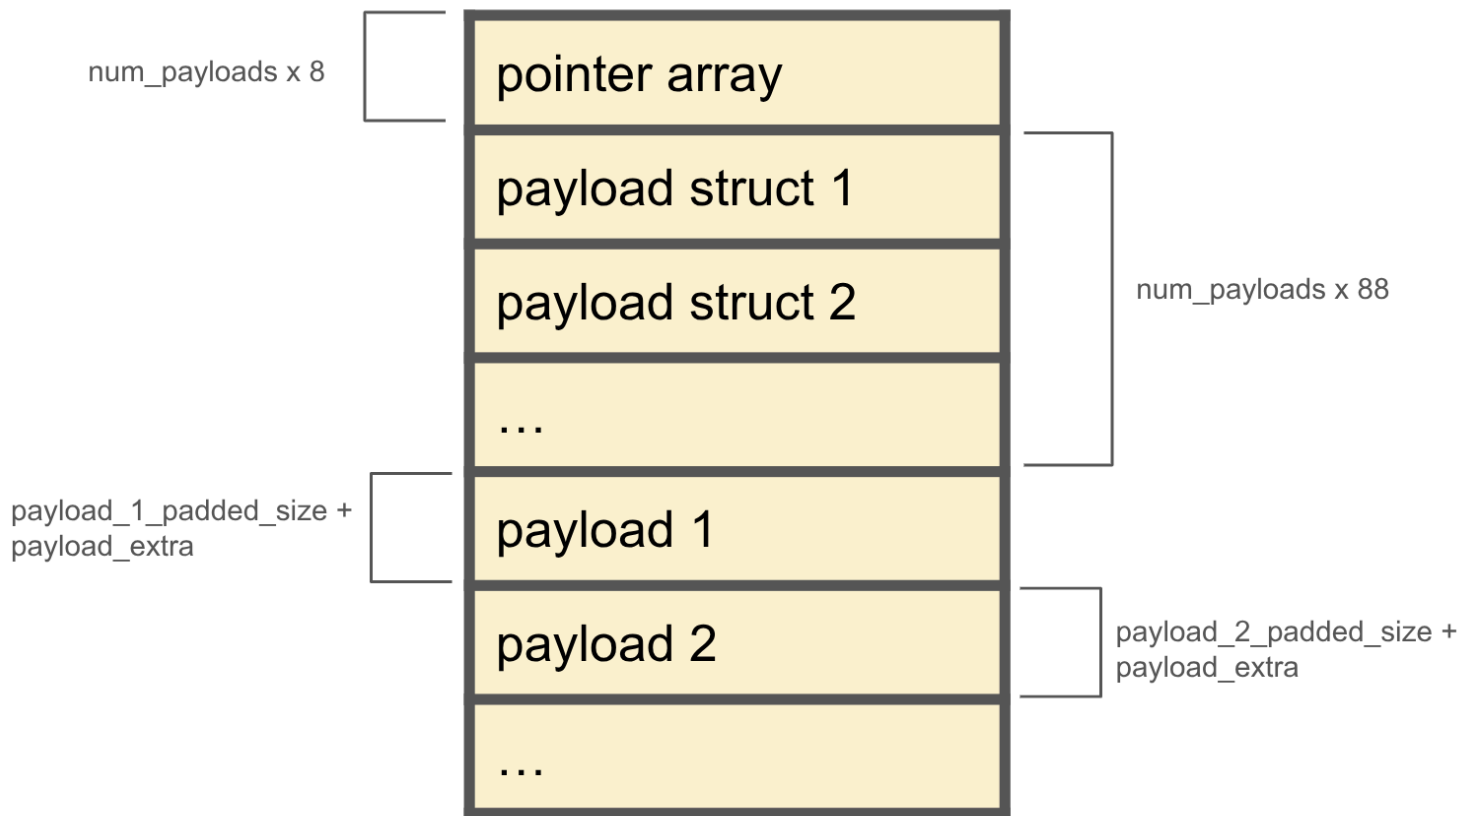 num_payloads x 8
pointer array
payload struct 1
payload struct 2
num_payloads x 88
…
payload_1_padded_size +
payload_extra
payload 1
payload 2
payload_2_padded_size +
payload_extra
…